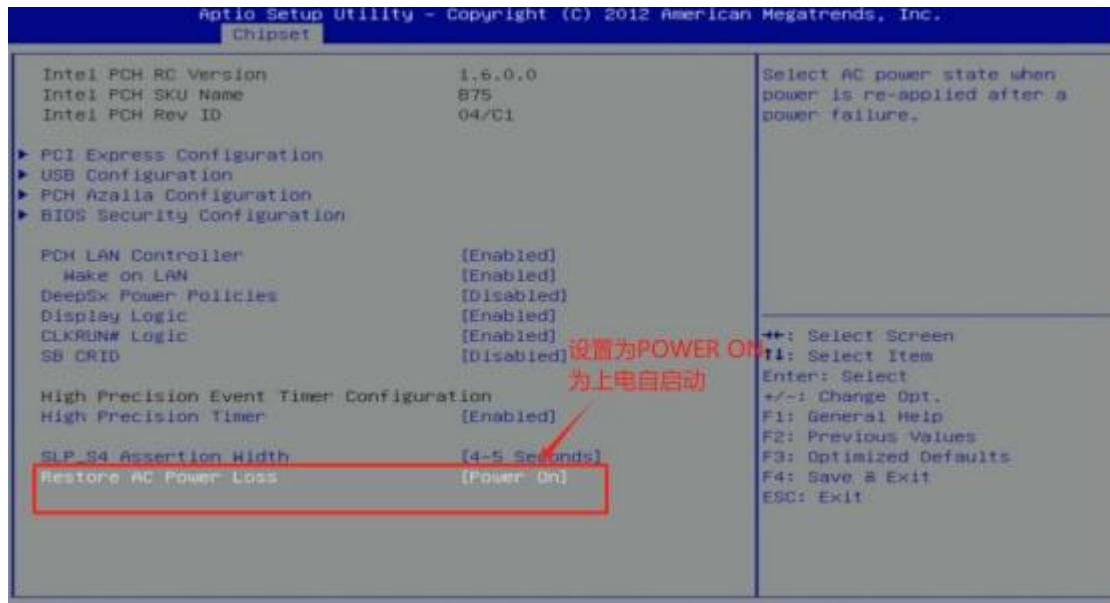 Aptio Setup Utility - Copyright (C) 2012 American Megatrends, Inc.
Chipset
Intel PCH RC Version 1.6.0.0
Intel PCH SKU Name B75
Intel PCH Rev ID 04/C1
PCI Express Configuration
USB Configuration
PCH Azalia Configuration
BIOS Security Configuration
PCH LAN Controller [Enabled]
Wake on LAN [Enabled]
DeepSx Power Policies [Disabled]
Display Logic [Enabled]
CLKRUN# Logic [Enabled]
SB CRID [Disabled]
High Precision Event Timer Configuration
High Precision Timer [Enabled]
SLP_S4 Assertion Width [4-5 Seconds]
Restore AC Power Loss [Power On]
设置为POWER ON
为上电自启动
Select AC power state when
power is re-applied after a
power failure.
→←: Select Screen
↑↓: Select Item
Enter: Select
+/-: Change Opt.
F1: General Help
F2: Previous Values
F3: Optimized Defaults
F4: Save & Exit
ESC: Exit